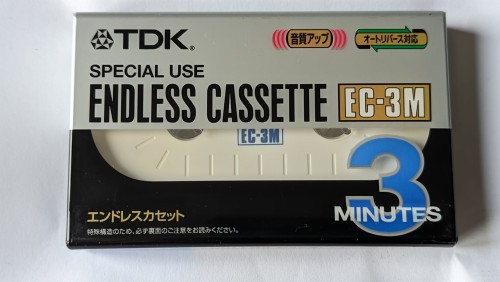 TDK
音質アップ
オートリバース対応
SPECIAL USE
ENDLESS CASSETTE EC-3M
EC-3M
3
MINUTES
エンドレスカセット
特殊構造のため、必ず裏面のご注意をお読みください。